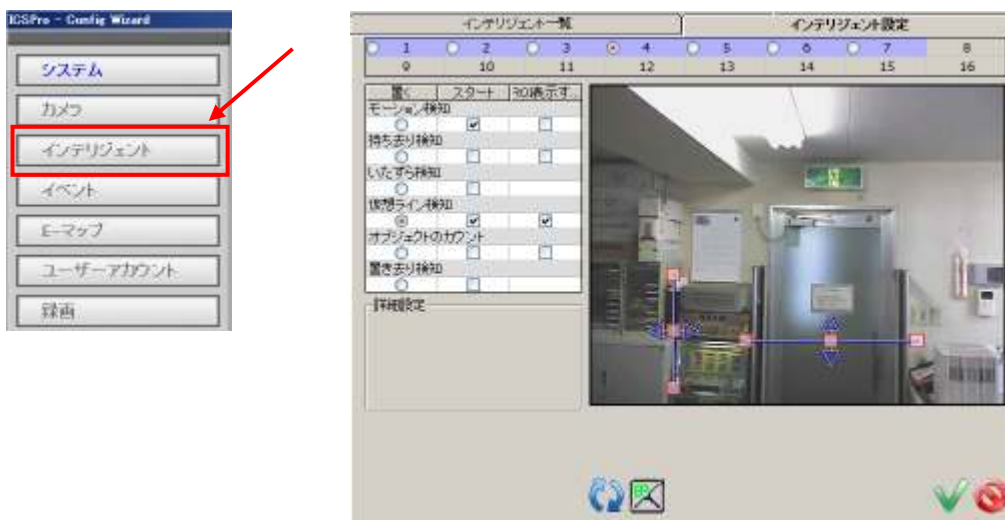 ICSPro - Config Wizard
システム
カメラ
インテリジェント
イベント
E-マップ
ユーザーアカウント
録画
インテリジェント一覧
インテリジェント設定
1 2 3 4 5 6 7 8
9 10 11 12 13 14 15 16
置く スタート ROI表示す..
モーション検知
持ち去り検知
いたずら検知
仮想ライン検知
オブジェクトのカウント
置き去り検知
詳細設定